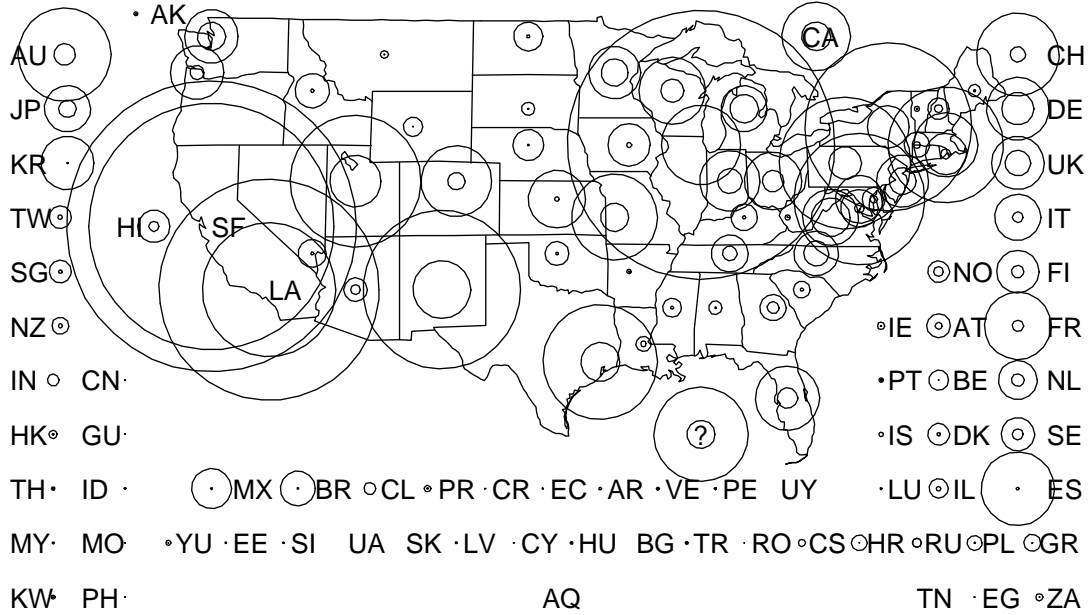 AK
AU CA CH
JP DE
KR UK
TW HI SF IT
SG LA NO FI
NZ IE AT FR
IN CN PT BE NL
HK GU ? IS DK SE
TH ID MX BR CL PR CR EC AR VE PE UY LU IL ES
MY MO YU EE SI UA SK LV CY HU BG TR RO CS HR RU PL GR
KW PH AQ TN EG ZA